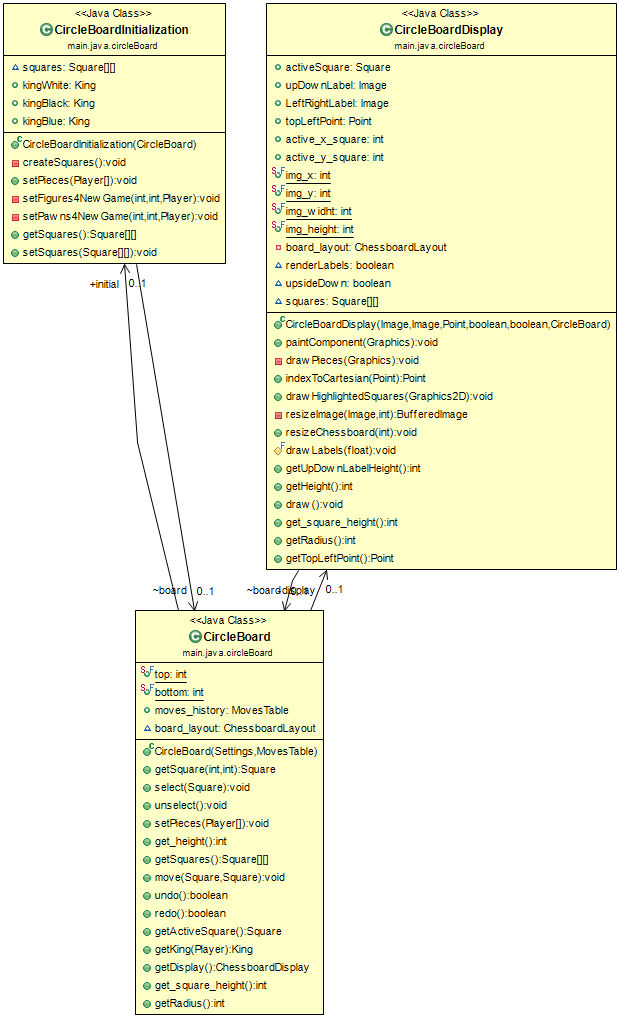 <<Java Class>>
CircleBoardInitialization
main.java.circleBoard
squares: Square[][]
kingWhite: King
kingBlack: King
kingBlue: King
CircleBoardInitialization(CircleBoard)
createSquares():void
setPieces(Player[]):void
setFigures4NewGame(int,int,Player):void
setPawns4NewGame(int,int,Player):void
getSquares():Square[][]
setSquares(Square[][]):void
<<Java Class>>
CircleBoardDisplay
main.java.circleBoard
activeSquare: Square
upDownLabel: Image
LeftRightLabel: Image
topLeftPoint: Point
active_x_square: int
active_y_square: int
img_x: int
img_y: int
img_widht: int
img_height: int
board_layout: ChessboardLayout
renderLabels: boolean
upsideDown: boolean
squares: Square[][]
CircleBoardDisplay(Image,Image,Point,boolean,boolean,CircleBoard)
paintComponent(Graphics):void
drawPieces(Graphics):void
indexToCartesian(Point):Point
drawHighlightedSquares(Graphics2D):void
resizeImage(Image,int):BufferedImage
resizeChessboard(int):void
drawLabels(float):void
getUpDownLabelHeight():int
getHeight():int
draw():void
get_square_height():int
getRadius():int
getTopLeftPoint():Point
+initial 0..1
~board 0..1
~board
display 0..1
<<Java Class>>
CircleBoard
main.java.circleBoard
top: int
bottom: int
moves_history: MovesTable
board_layout: ChessboardLayout
CircleBoard(Settings,MovesTable)
getSquare(int,int):Square
select(Square):void
unselect():void
setPieces(Player[]):void
get_height():int
getSquares():Square[][]
move(Square,Square):void
undo():boolean
redo():boolean
getActiveSquare():Square
getKing(Player):King
getDisplay():ChessboardDisplay
get_square_height():int
getRadius():int